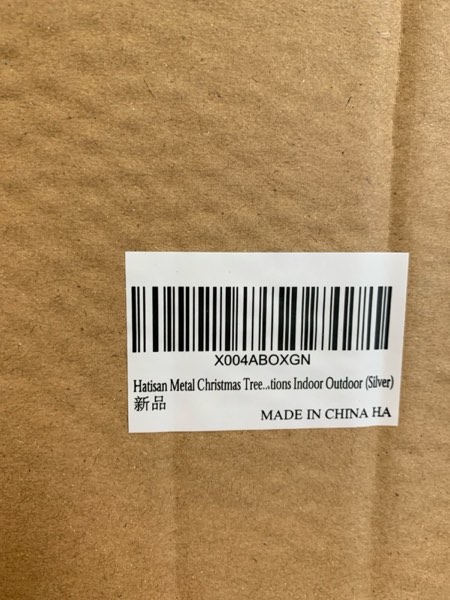 X004ABOXGN
Hatisan Metal Christmas Tree...tions Indoor Outdoor (Silver)
新品
MADE IN CHINA HA